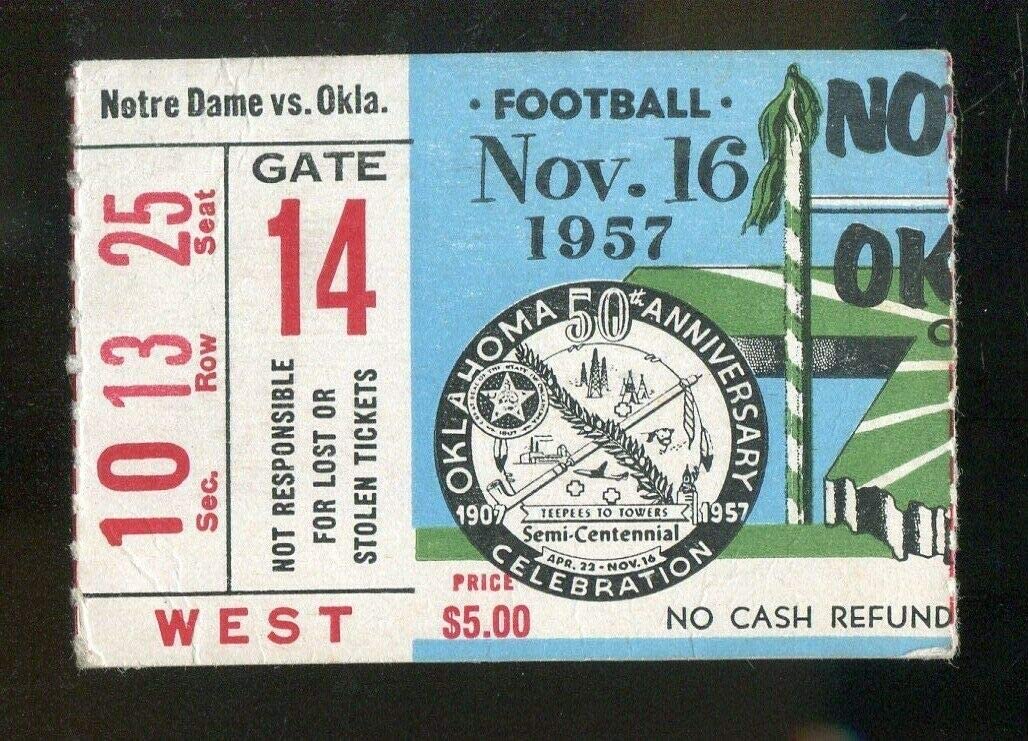 Notre Dame vs. Okla.
25 Seat
13 Row
10 Sec.
GATE
14
NOT RESPONSIBLE
FOR LOST OR
STOLEN TICKETS
WEST
• FOOTBALL •
Nov. 16
1957
NO
OK
OKLAHOMA 50th ANNIVERSARY
1907 1957
TEEPEES TO TOWERS
Semi-Centennial
APR. 22 - NOV. 16
CELEBRATION
PRICE
$5.00
NO CASH REFUND